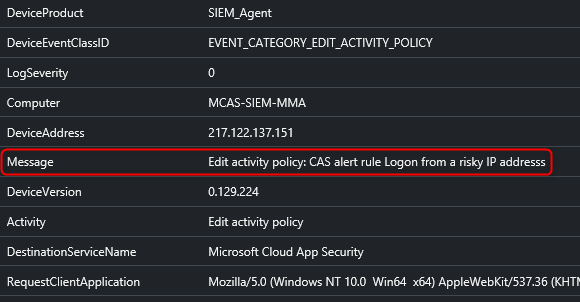 DeviceProduct SIEM_Agent
DeviceEventClassID EVENT_CATEGORY_EDIT_ACTIVITY_POLICY
LogSeverity 0
Computer MCAS-SIEM-MMA
DeviceAddress 217.122.137.151
Message Edit activity policy: CAS alert rule Logon from a risky IP addresss
DeviceVersion 0.129.224
Activity Edit activity policy
DestinationServiceName Microsoft Cloud App Security
RequestClientApplication Mozilla/5.0 (Windows NT 10.0 Win64 x64) AppleWebKit/537.36 (KHT